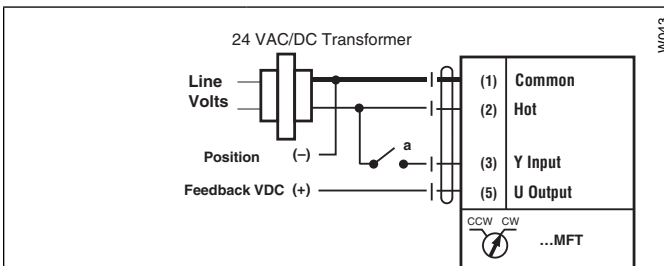 W043
24 VAC/DC Transformer
Line
Volts
(1) Common
(2) Hot
a
Position (–)
(3) Y Input
Feedback VDC (+)
(5) U Output
CCW CW
...MFT